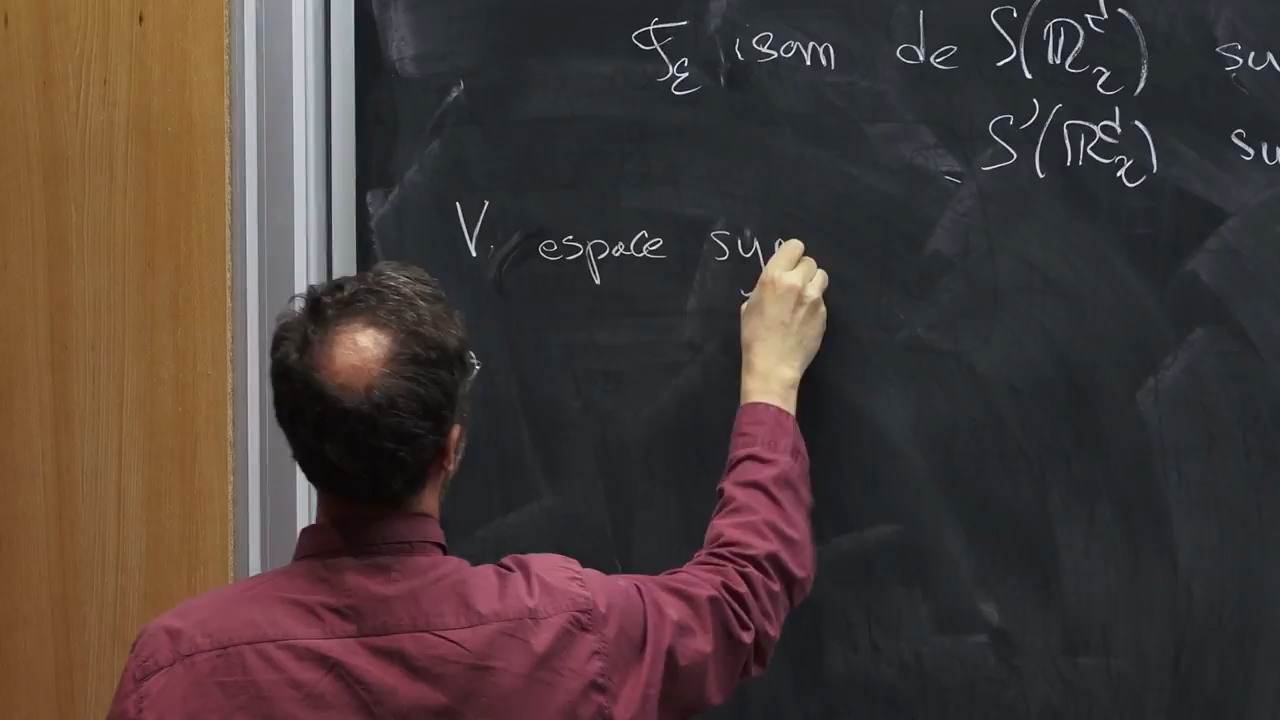 F_ε isom de S(ℝ^d_x) su
S'(ℝ^d_x) su
V, espace sy